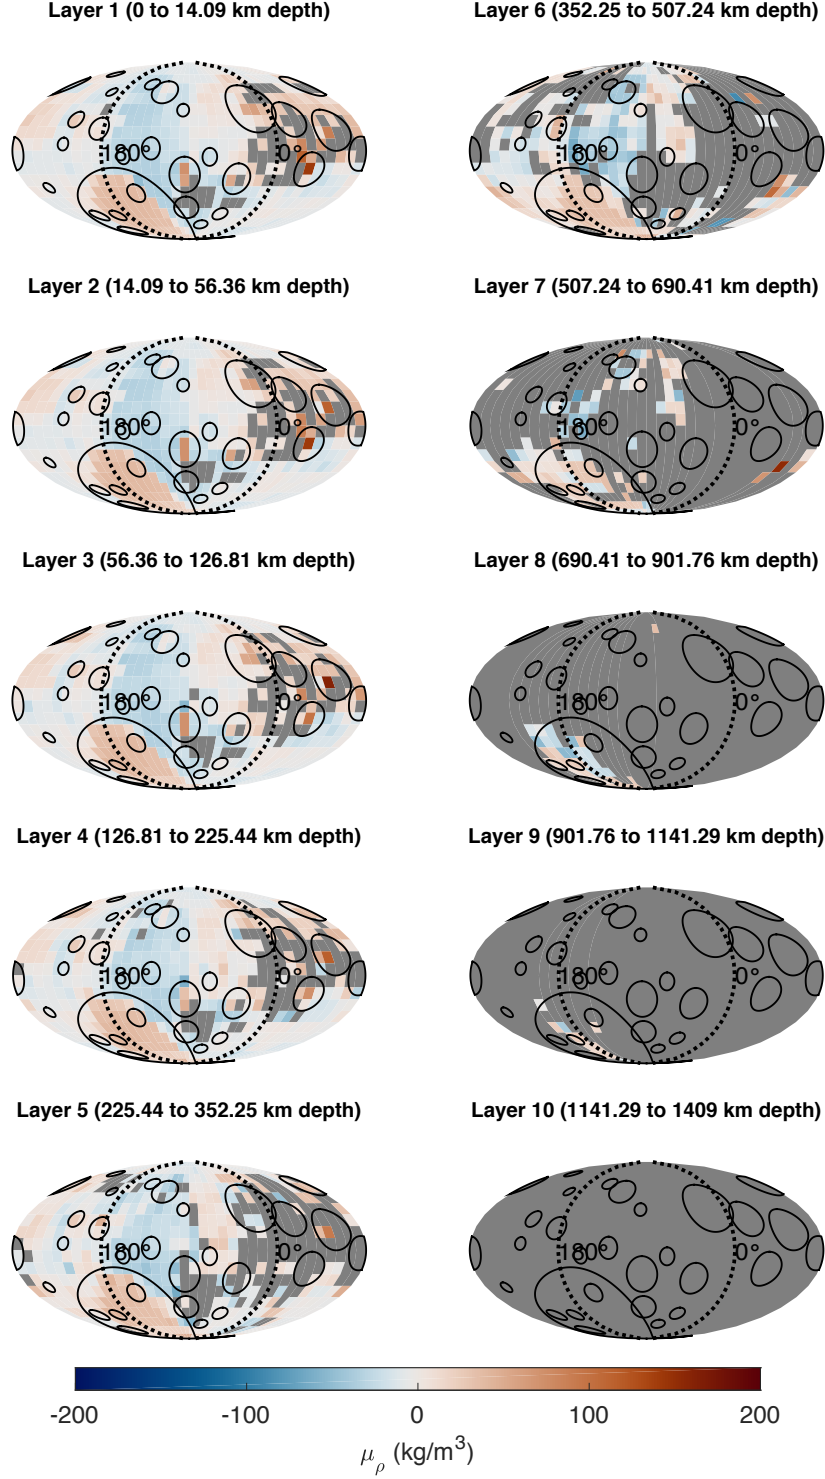 Layer 1 (0 to 14.09 km depth)
180°
0°
Layer 6 (352.25 to 507.24 km depth)
180°
0°
Layer 2 (14.09 to 56.36 km depth)
180°
0°
Layer 7 (507.24 to 690.41 km depth)
180°
0°
Layer 3 (56.36 to 126.81 km depth)
180°
0°
Layer 8 (690.41 to 901.76 km depth)
180°
0°
Layer 4 (126.81 to 225.44 km depth)
180°
0°
Layer 9 (901.76 to 1141.29 km depth)
180°
0°
Layer 5 (225.44 to 352.25 km depth)
180°
0°
Layer 10 (1141.29 to 1409 km depth)
180°
0°
-200 -100 0 100 200
μ_ρ (kg/m³)